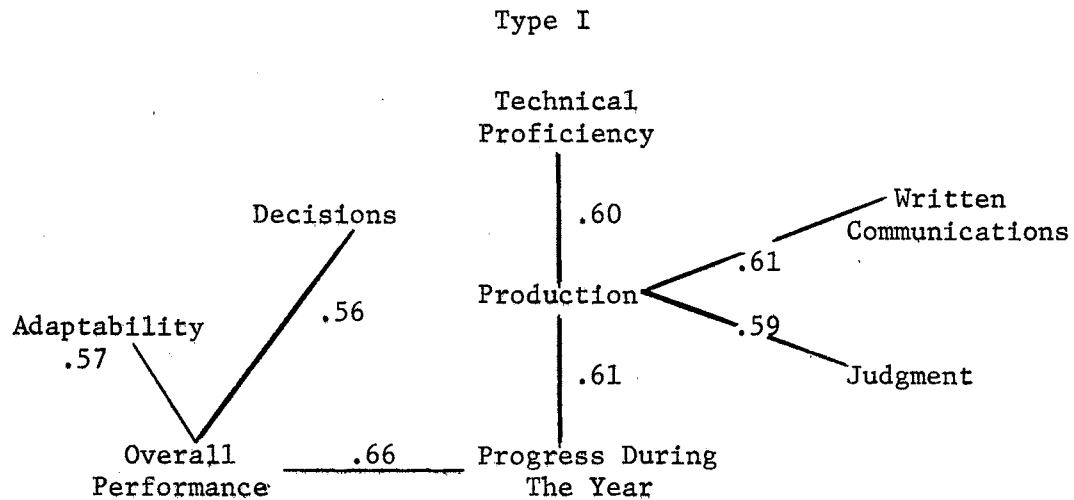 Type I
Technical
Proficiency
Decisions
.60
Written
Communications
.61
Production
.56
Adaptability
.57
.59
.61
Judgment
Overall
Performance
.66
Progress During
The Year